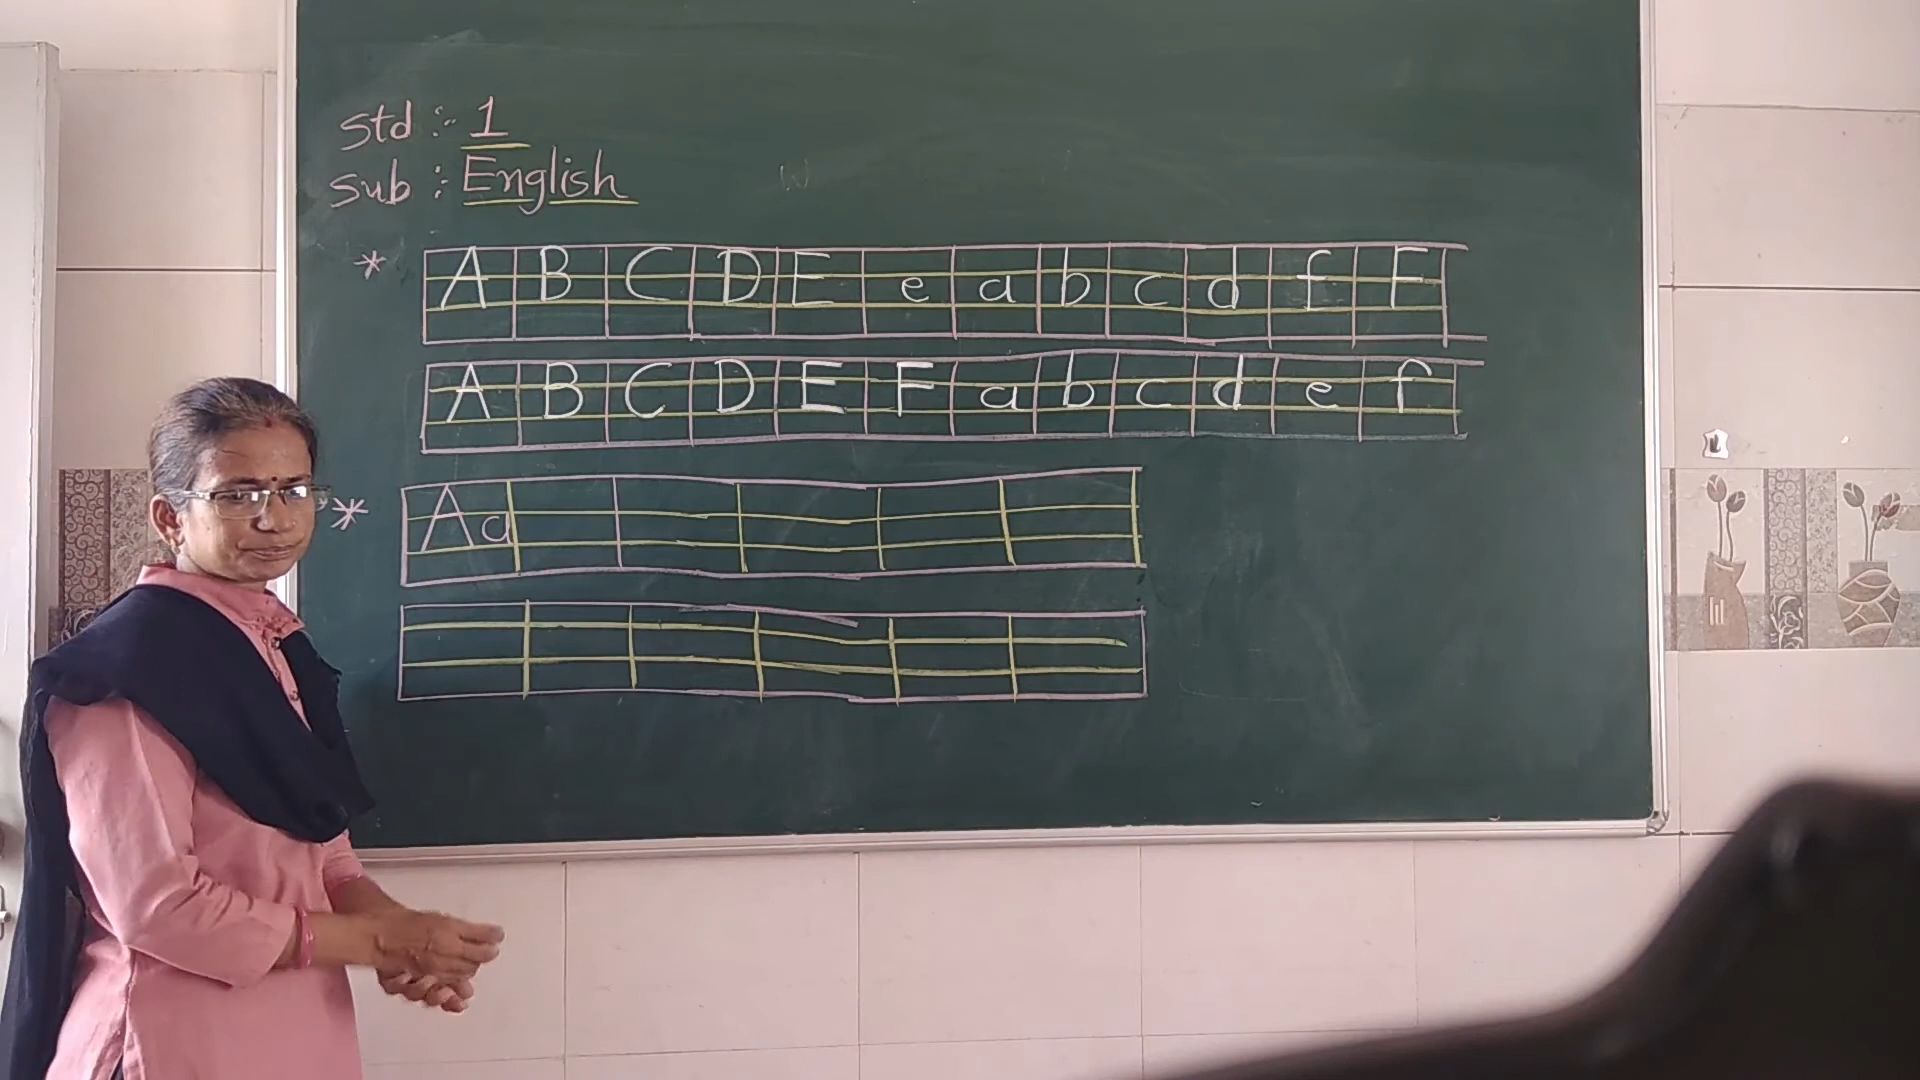 Std :- 1
Sub :- English
* A B C D E e a b c d f F
A B C D E F a b c d e f
* Aa